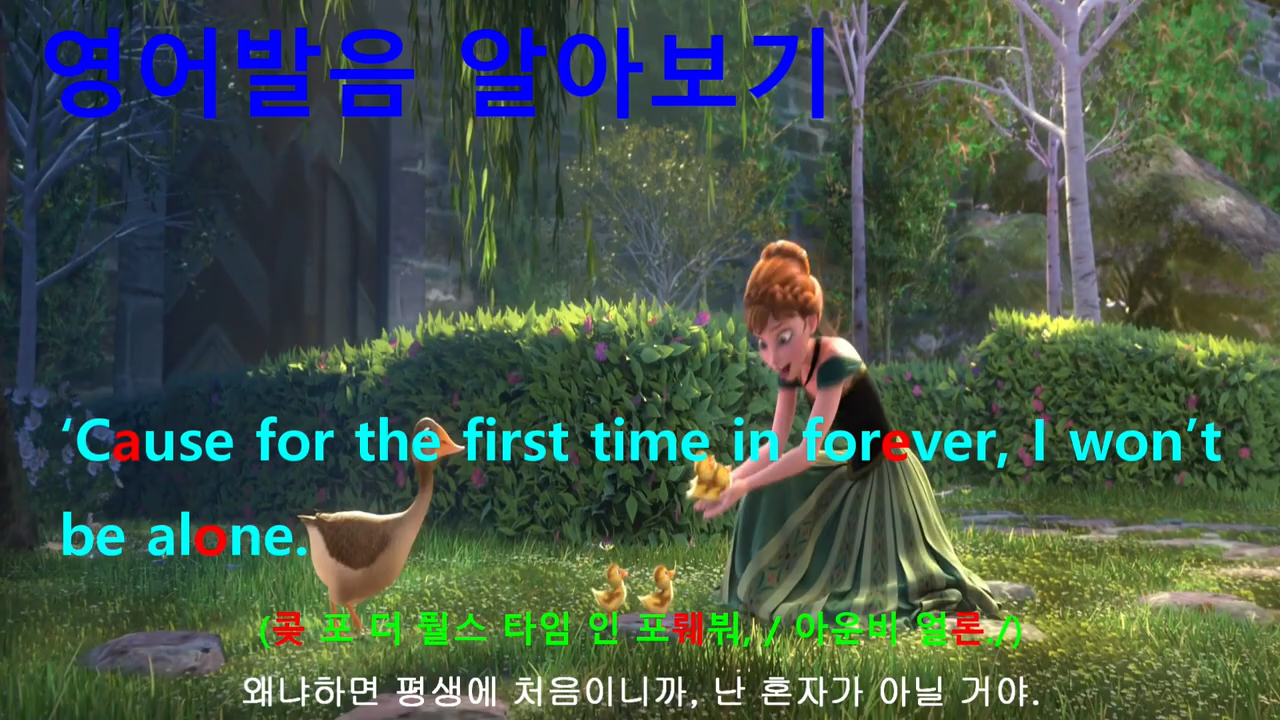 영어발음 알아보기
‘Cause for the first time in forever, I won’t
be alone.
(콫 포 더 뭘스 타임 인 포뤠붜, / 아운비 얼론./)
왜냐하면 평생에 처음이니까, 난 혼자가 아닐 거야.